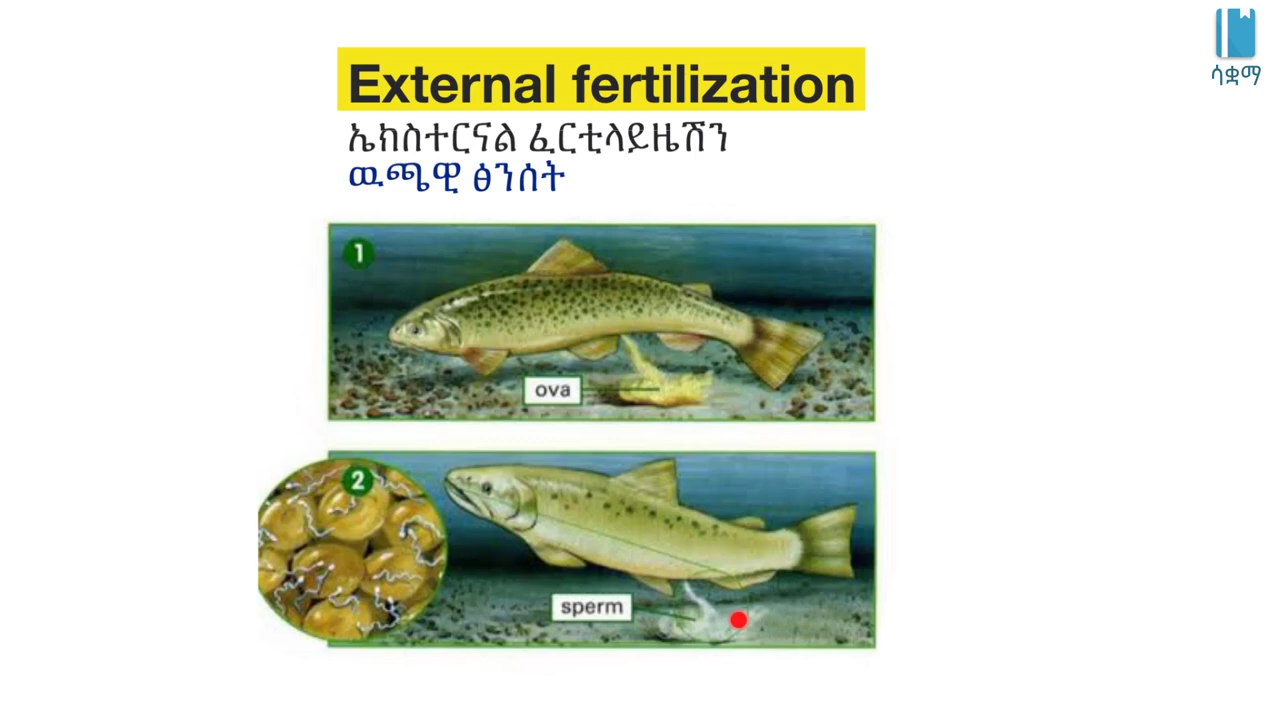 External fertilization
ኤክስተርናል ፈርቲላይዜሽን
ዉጫዊ ፅንሰት
ሳቋማ
1
ova
2
sperm